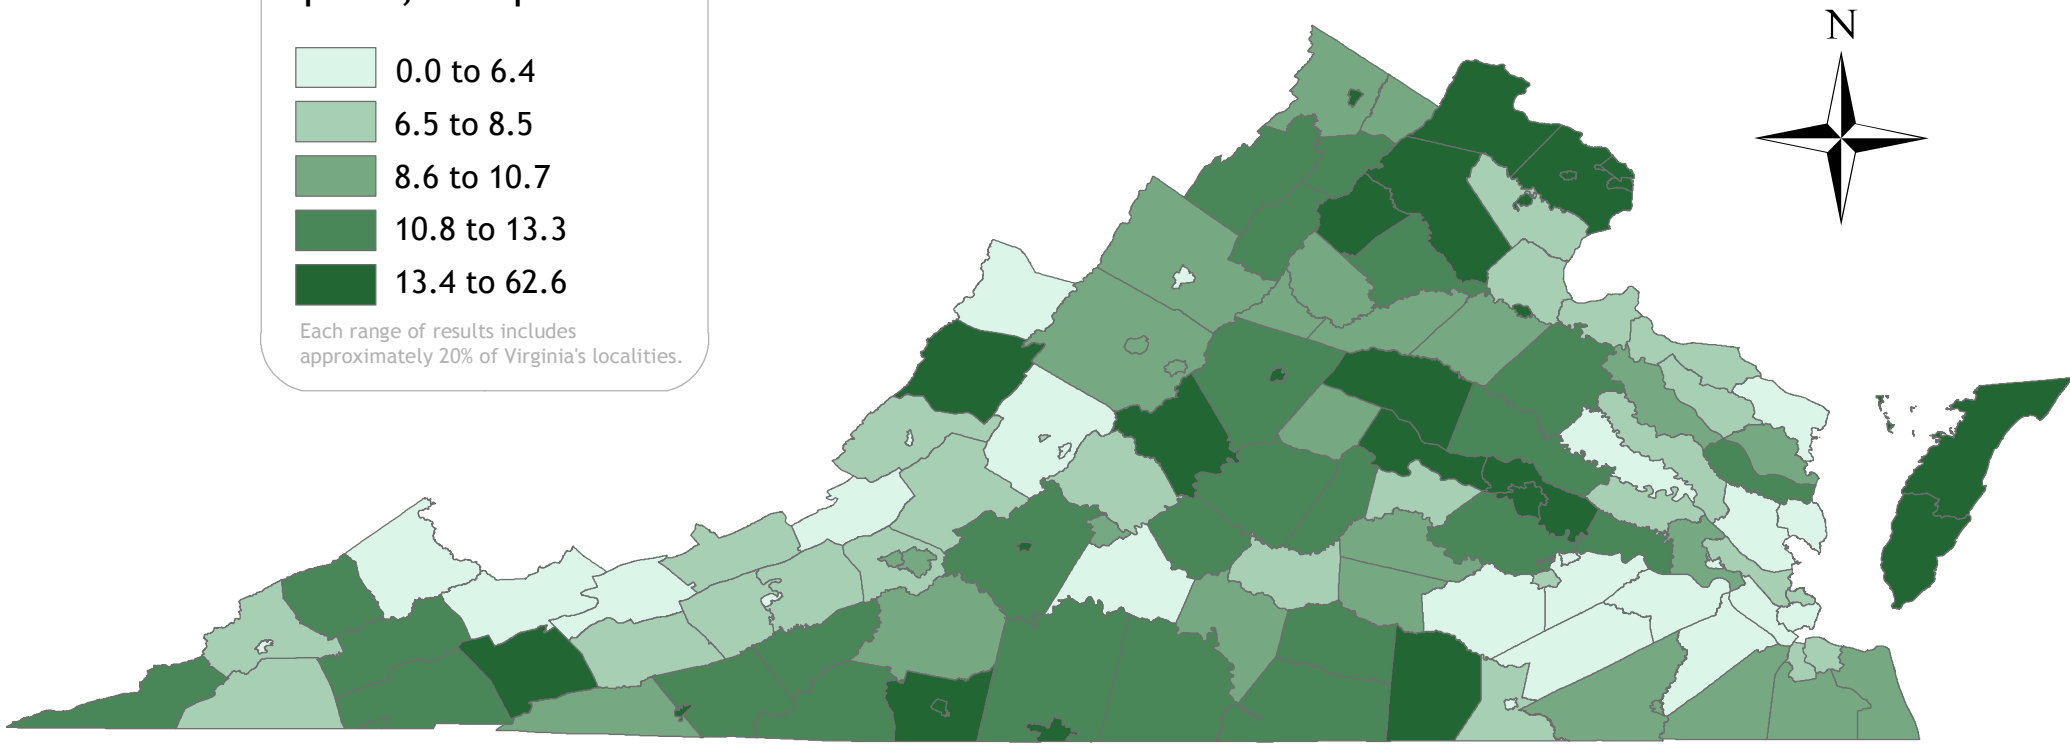 N
0.0 to 6.4
6.5 to 8.5
8.6 to 10.7
10.8 to 13.3
13.4 to 62.6
Each range of results includes
approximately 20% of Virginia's localities.